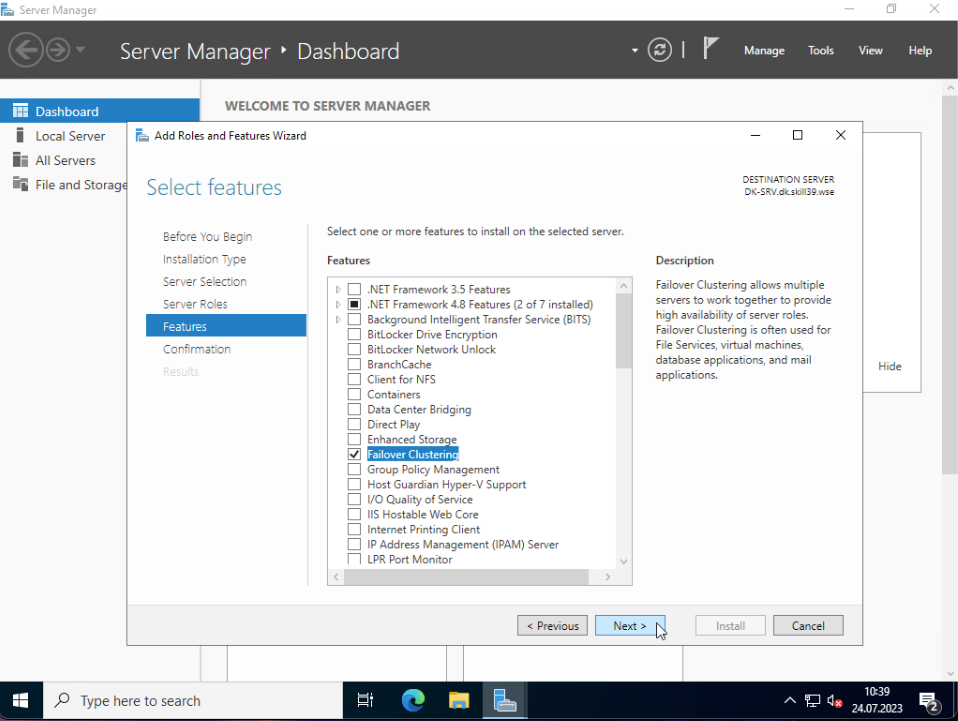 Server Manager
Server Manager ‣ Dashboard
Manage Tools View Help
Dashboard
Local Server
All Servers
File and Storage
WELCOME TO SERVER MANAGER
Hide
Add Roles and Features Wizard
Select features
DESTINATION SERVER
DK-SRV.dk.skill39.wse
Before You Begin
Installation Type
Server Selection
Server Roles
Features
Confirmation
Results
Select one or more features to install on the selected server.
Features
.NET Framework 3.5 Features
.NET Framework 4.8 Features (2 of 7 installed)
Background Intelligent Transfer Service (BITS)
BitLocker Drive Encryption
BitLocker Network Unlock
BranchCache
Client for NFS
Containers
Data Center Bridging
Direct Play
Enhanced Storage
Failover Clustering
Group Policy Management
Host Guardian Hyper-V Support
I/O Quality of Service
IIS Hostable Web Core
Internet Printing Client
IP Address Management (IPAM) Server
LPR Port Monitor
Description
Failover Clustering allows multiple
servers to work together to provide
high availability of server roles.
Failover Clustering is often used for
File Services, virtual machines,
database applications, and mail
applications.
< Previous
Next >
Install
Cancel
Type here to search
10:39
24.07.2023
2